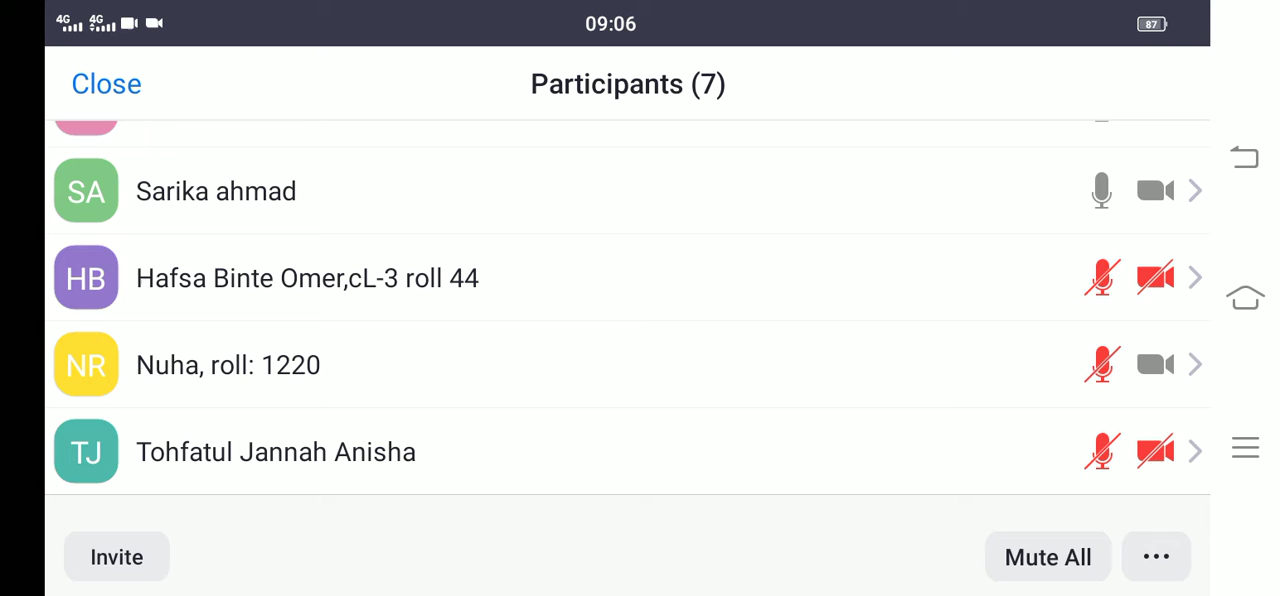 4G 4G 09:06 87
Close Participants (7)
SA Sarika ahmad
HB Hafsa Binte Omer,cL-3 roll 44
NR Nuha, roll: 1220
TJ Tohfatul Jannah Anisha
Invite Mute All ...